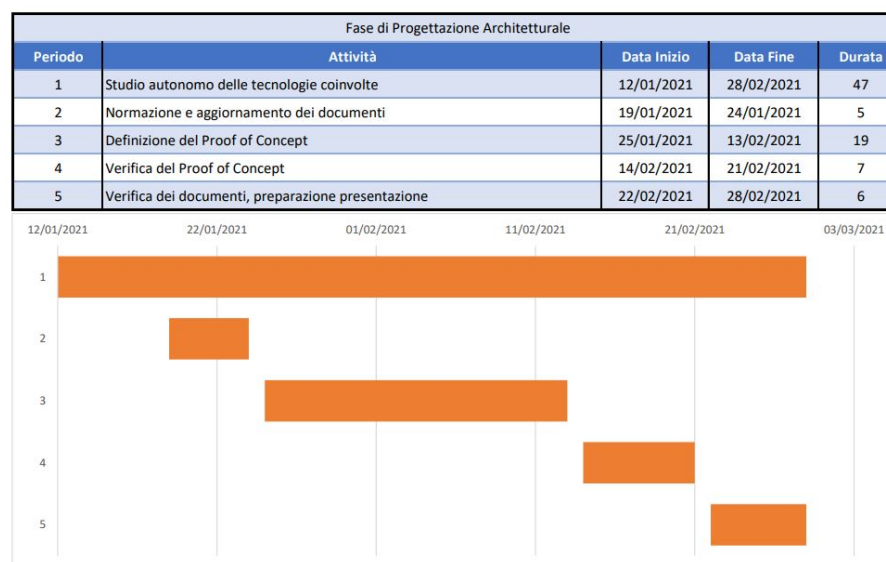 Fase di Progettazione Architetturale
Periodo Attività Data Inizio Data Fine Durata
1 Studio autonomo delle tecnologie coinvolte 12/01/2021 28/02/2021 47
2 Normazione e aggiornamento dei documenti 19/01/2021 24/01/2021 5
3 Definizione del Proof of Concept 25/01/2021 13/02/2021 19
4 Verifica del Proof of Concept 14/02/2021 21/02/2021 7
5 Verifica dei documenti, preparazione presentazione 22/02/2021 28/02/2021 6
12/01/2021 22/01/2021 01/02/2021 11/02/2021 21/02/2021 03/03/2021
1
2
3
4
5